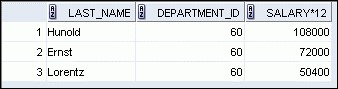 LAST_NAME DEPARTMENT_ID SALARY*12
1 Hunold 60 108000
2 Ernst 60 72000
3 Lorentz 60 50400